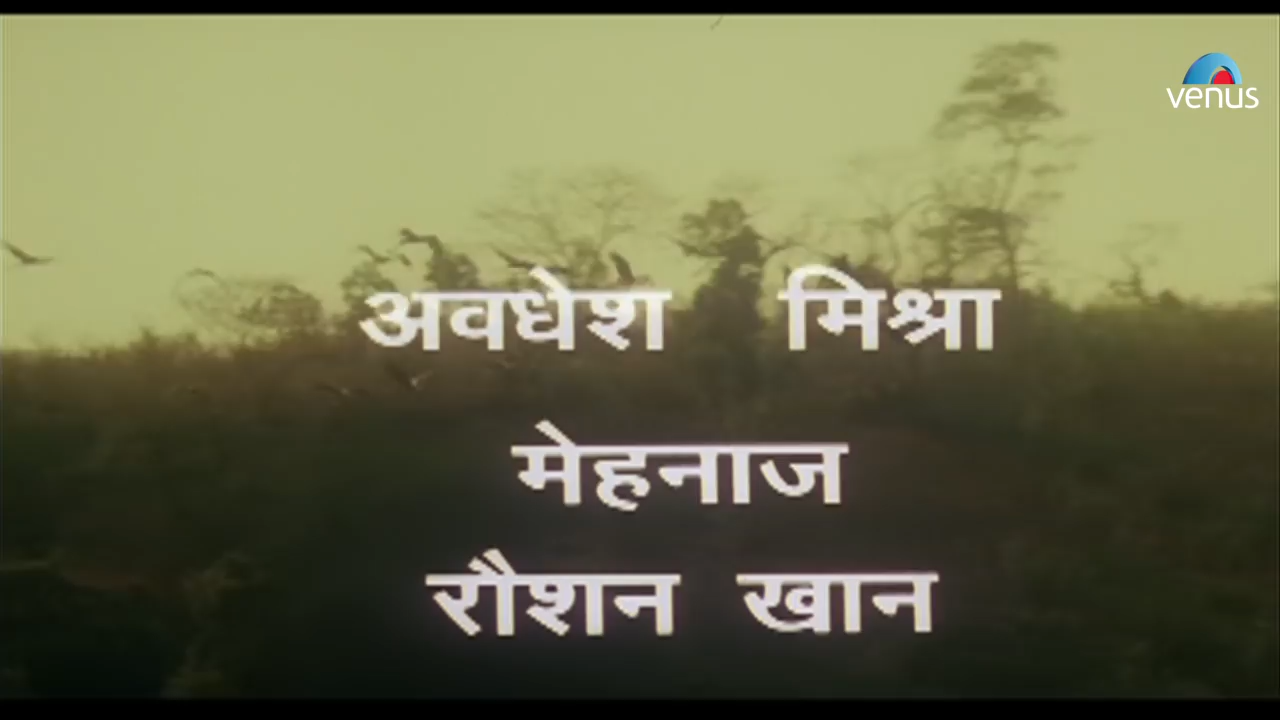 venus
अवधेश मिश्रा
मेहनाज
रौशन खान